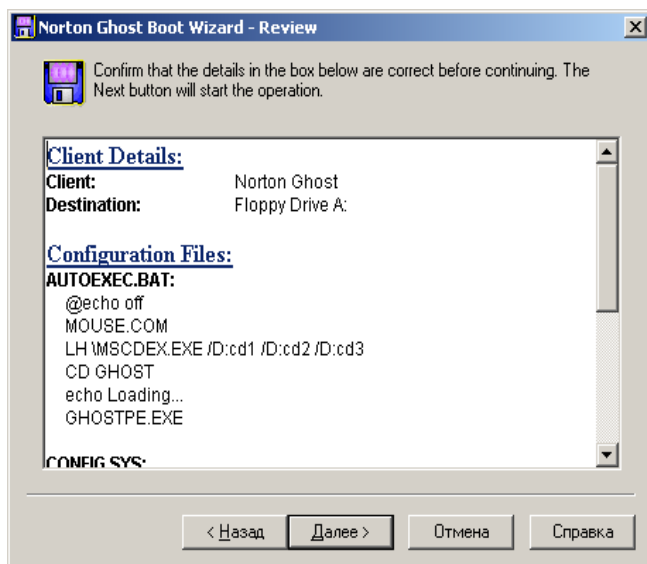 Norton Ghost Boot Wizard - Review
Confirm that the details in the box below are correct before continuing. The
Next button will start the operation.
Client Details:
Client: Norton Ghost
Destination: Floppy Drive A:
Configuration Files:
AUTOEXEC.BAT:
@echo off
MOUSE.COM
LH \MSCDEX.EXE /D:cd1 /D:cd2 /D:cd3
CD GHOST
echo Loading...
GHOSTPE.EXE
CONFIG.SYS:
< Назад Далее > Отмена Справка